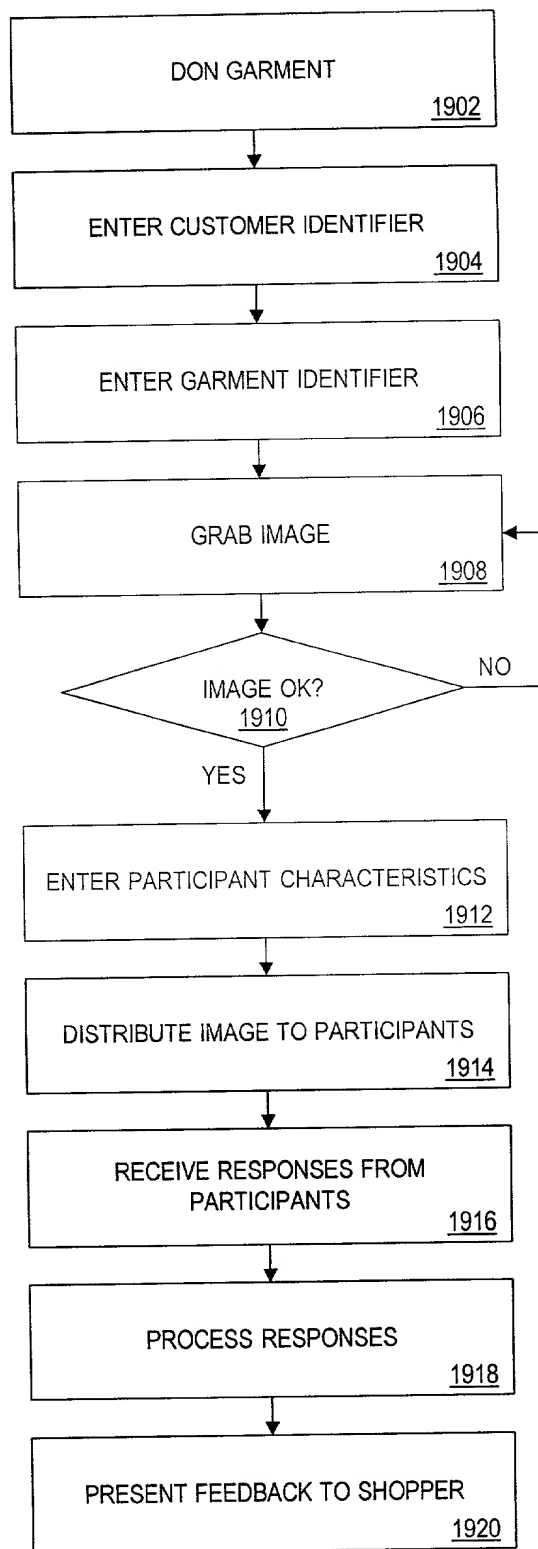 DON GARMENT
1902
ENTER CUSTOMER IDENTIFIER
1904
ENTER GARMENT IDENTIFIER
1906
GRAB IMAGE
1908
IMAGE OK?
1910
NO
YES
ENTER PARTICIPANT CHARACTERISTICS
1912
DISTRIBUTE IMAGE TO PARTICIPANTS
1914
RECEIVE RESPONSES FROM
PARTICIPANTS
1916
PROCESS RESPONSES
1918
PRESENT FEEDBACK TO SHOPPER
1920